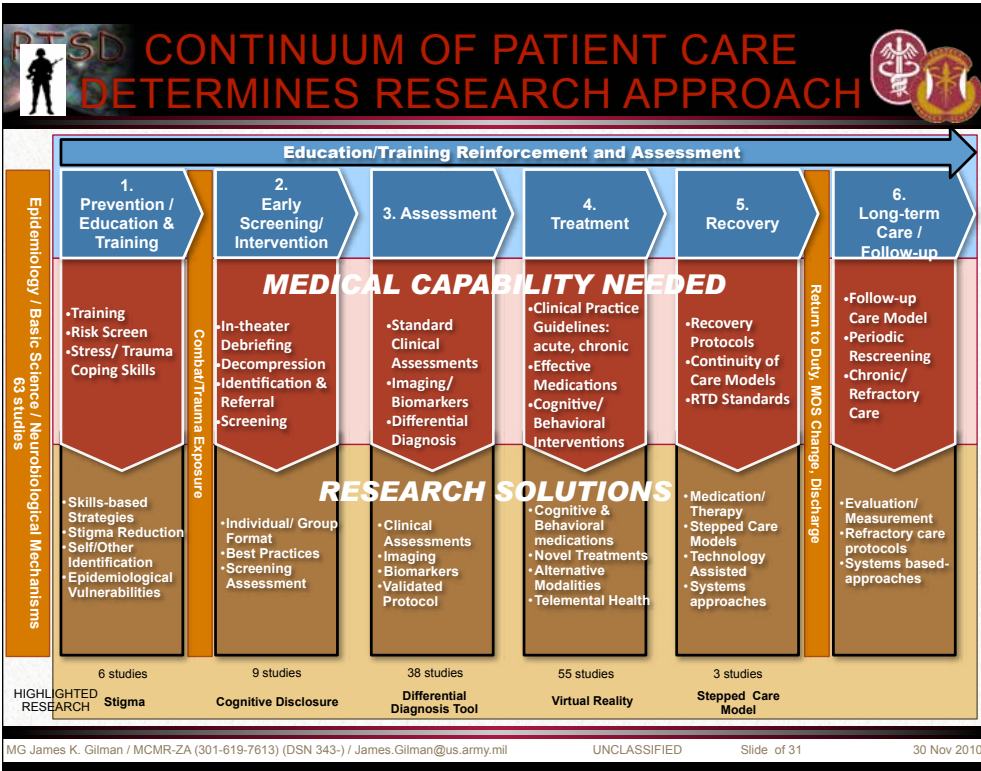 PTSD
CONTINUUM OF PATIENT CARE
DETERMINES RESEARCH APPROACH
Education/Training Reinforcement and Assessment
Epidemiology / Basic Science / Neurobiological Mechanisms
63 studies
1.
Prevention /
Education &
Training
2.
Early
Screening/
Intervention
3. Assessment
4.
Treatment
5.
Recovery
6.
Long-term
Care /
Follow-up
MEDICAL CAPABILITY NEEDED
•Training
•Risk Screen
•Stress/ Trauma
Coping Skills
Combat/Trauma Exposure
•In-theater
Debriefing
•Decompression
•Identification &
Referral
•Screening
•Standard
Clinical
Assessments
•Imaging/
Biomarkers
•Differential
Diagnosis
•Clinical Practice
Guidelines:
acute, chronic
•Effective
Medications
•Cognitive/
Behavioral
Interventions
•Recovery
Protocols
•Continuity of
Care Models
•RTD Standards
Return to Duty, MOS Change, Discharge
•Follow-up
Care Model
•Periodic
Rescreening
•Chronic/
Refractory
Care
RESEARCH SOLUTIONS
•Skills-based
Strategies
•Stigma Reduction
•Self/Other
Identification
•Epidemiological
Vulnerabilities
•Individual/ Group
Format
•Best Practices
•Screening
Assessment
•Clinical
Assessments
•Imaging
•Biomarkers
•Validated
Protocol
•Cognitive &
Behavioral
medications
•Novel Treatments
•Alternative
Modalities
•Telemental Health
•Medication/
Therapy
•Stepped Care
Models
•Technology
Assisted
•Systems
approaches
•Evaluation/
Measurement
•Refractory care
protocols
•Systems based-
approaches
6 studies
9 studies
38 studies
55 studies
3 studies
HIGHLIGHTED
RESEARCH
Stigma
Cognitive Disclosure
Differential
Diagnosis Tool
Virtual Reality
Stepped Care
Model
MG James K. Gilman / MCMR-ZA (301-619-7613) (DSN 343-) / James.Gilman@us.army.mil
UNCLASSIFIED
Slide of 31
30 Nov 2010